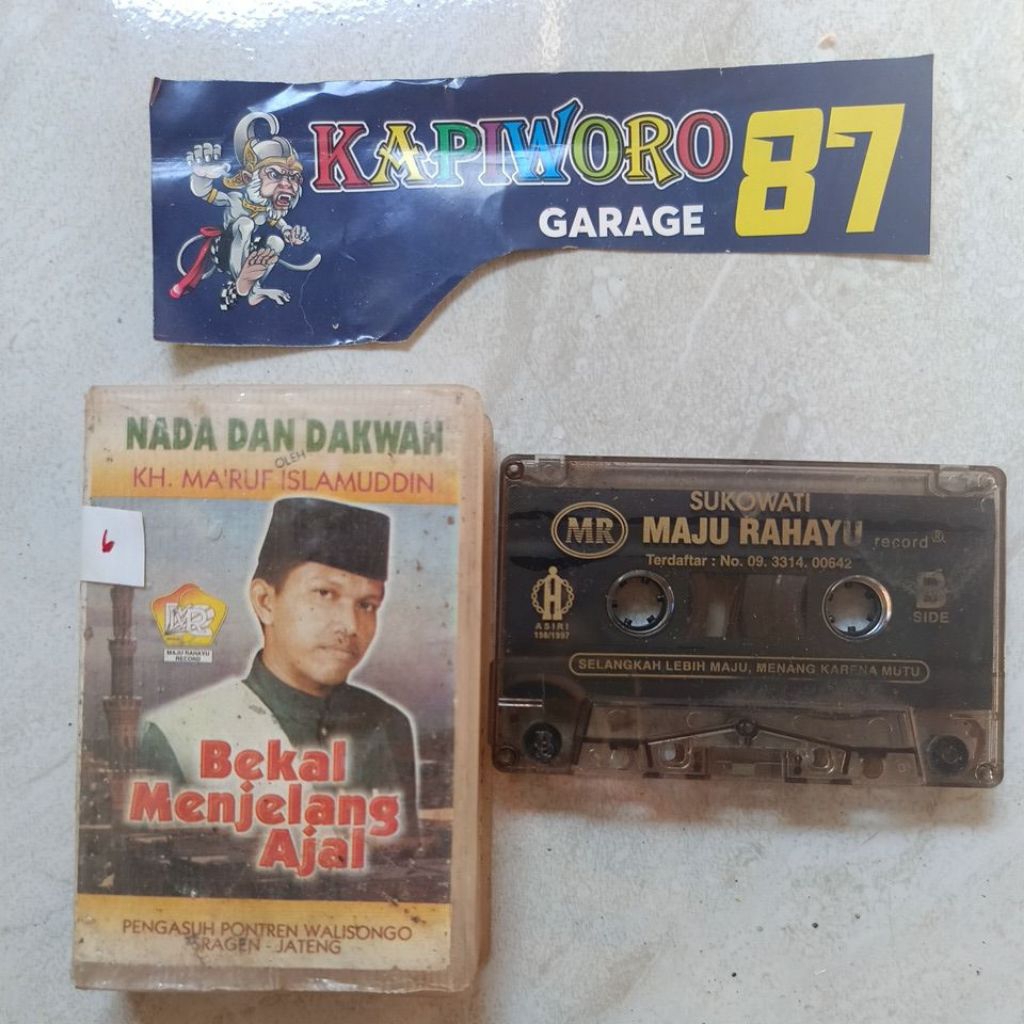 KAPIWORO
GARAGE
87
NADA DAN DAKWAH
OLEH
KH. MA'RUF ISLAMUDDIN
6
MR
MAJU RAHAYU
RECORD
Bekal
Menjelang
Ajal
PENGASUH PONTREN WALISONGO
SRAGEN - JATENG
SUKOWATI
MR
MAJU RAHAYU record®
Terdaftar : No. 09. 3314. 00642
ASIRI
198/1997
B
SIDE
SELANGKAH LEBIH MAJU, MENANG KARENA MUTU